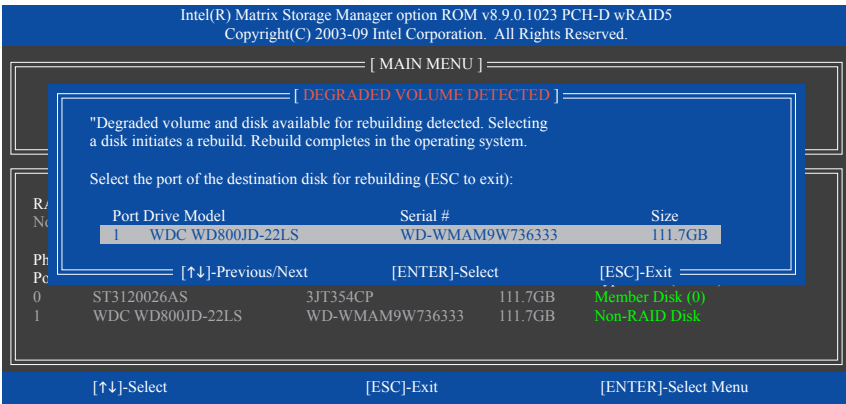 Intel(R) Matrix Storage Manager option ROM v8.9.0.1023 PCH-D wRAID5
Copyright(C) 2003-09 Intel Corporation. All Rights Reserved.
[ MAIN MENU ]
[ DEGRADED VOLUME DETECTED ]
"Degraded volume and disk available for rebuilding detected. Selecting
a disk initiates a rebuild. Rebuild completes in the operating system.
Select the port of the destination disk for rebuilding (ESC to exit):
Port Drive Model Serial # Size
1 WDC WD800JD-22LS WD-WMAM9W736333 111.7GB
[↑↓]-Previous/Next [ENTER]-Select [ESC]-Exit
0 ST3120026AS 3JT354CP 111.7GB Member Disk (0)
1 WDC WD800JD-22LS WD-WMAM9W736333 111.7GB Non-RAID Disk
[↑↓]-Select [ESC]-Exit [ENTER]-Select Menu